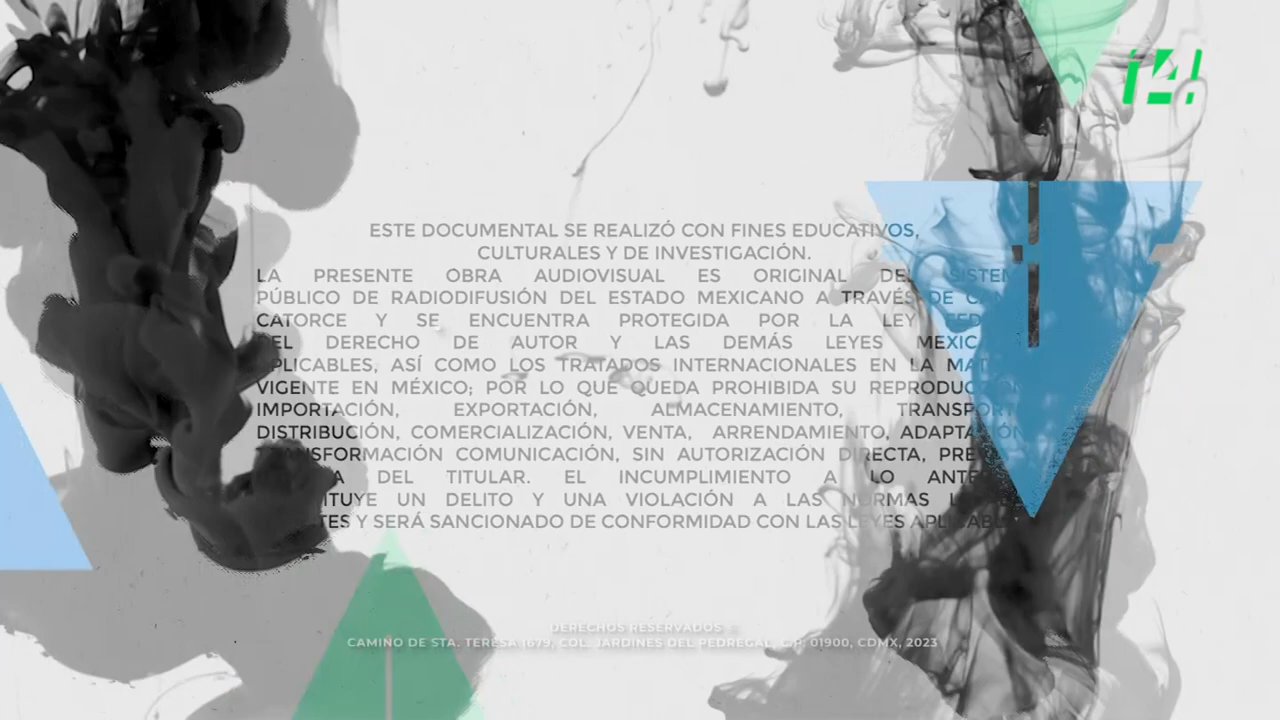 14
ESTE DOCUMENTAL SE REALIZÓ CON FINES EDUCATIVOS,
CULTURALES Y DE INVESTIGACIÓN.
LA PRESENTE OBRA AUDIOVISUAL ES ORIGINAL DEL
PÚBLICO DE RADIODIFUSIÓN DEL ESTADO MEXICANO A TRAVÉS DE
CATORCE Y SE ENCUENTRA PROTEGIDA POR LA LEY
DEL DERECHO DE AUTOR Y LAS DEMÁS LEYES
APLICABLES, ASÍ COMO LOS TRATADOS INTERNACIONALES EN LA
VIGENTE EN MÉXICO; POR LO QUE QUEDA PROHIBIDA SU
IMPORTACIÓN, EXPORTACIÓN, ALMACENAMIENTO,
DISTRIBUCIÓN, COMERCIALIZACIÓN, VENTA, ARRENDAMIENTO, ADAPTACIÓN
TRANSFORMACIÓN COMUNICACIÓN, SIN AUTORIZACIÓN DIRECTA,
DEL TITULAR. EL INCUMPLIMIENTO A LO
UN DELITO Y UNA VIOLACIÓN A LAS NORMAS
Y SERÁ SANCIONADO DE CONFORMIDAD CON LAS LEYES APLICABLES
DERECHOS RESERVADOS
CAMINO DE STA. TERESA 1679, COL. JARDINES DEL PEDREGAL, C.P. 01900, CDMX, 2023